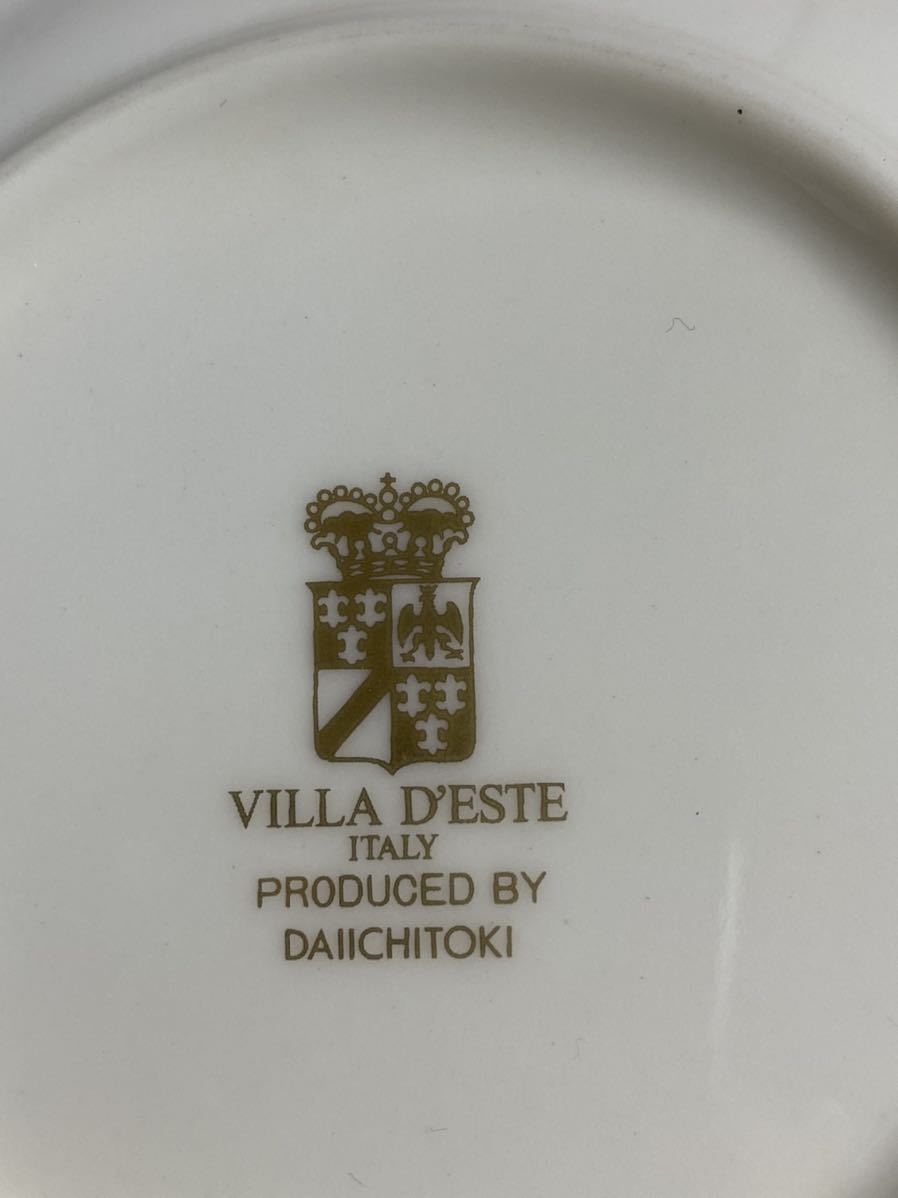 VILLA D'ESTE
ITALY
PRODUCED BY
DAIICHITOKI